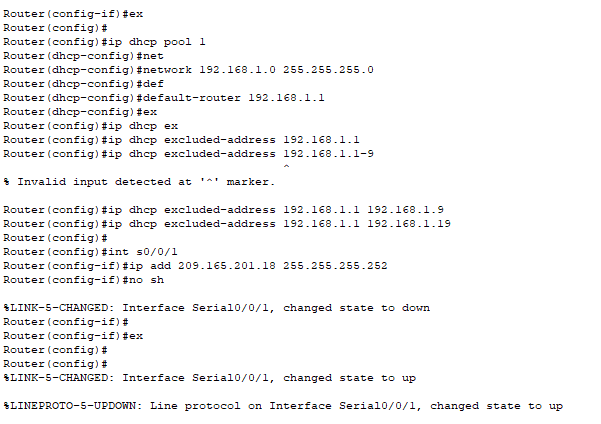 Router(config-if)#ex
Router(config)#
Router(config)#ip dhcp pool 1
Router(dhcp-config)#net
Router(dhcp-config)#network 192.168.1.0 255.255.255.0
Router(dhcp-config)#def
Router(dhcp-config)#default-router 192.168.1.1
Router(dhcp-config)#ex
Router(config)#ip dhcp ex
Router(config)#ip dhcp excluded-address 192.168.1.1
Router(config)#ip dhcp excluded-address 192.168.1.1-9
^
% Invalid input detected at '^' marker.
Router(config)#ip dhcp excluded-address 192.168.1.1 192.168.1.9
Router(config)#ip dhcp excluded-address 192.168.1.1 192.168.1.19
Router(config)#
Router(config)#int s0/0/1
Router(config-if)#ip add 209.165.201.18 255.255.255.252
Router(config-if)#no sh
%LINK-5-CHANGED: Interface Serial0/0/1, changed state to down
Router(config-if)#
Router(config-if)#ex
Router(config)#
Router(config)#
%LINK-5-CHANGED: Interface Serial0/0/1, changed state to up
%LINEPROTO-5-UPDOWN: Line protocol on Interface Serial0/0/1, changed state to up